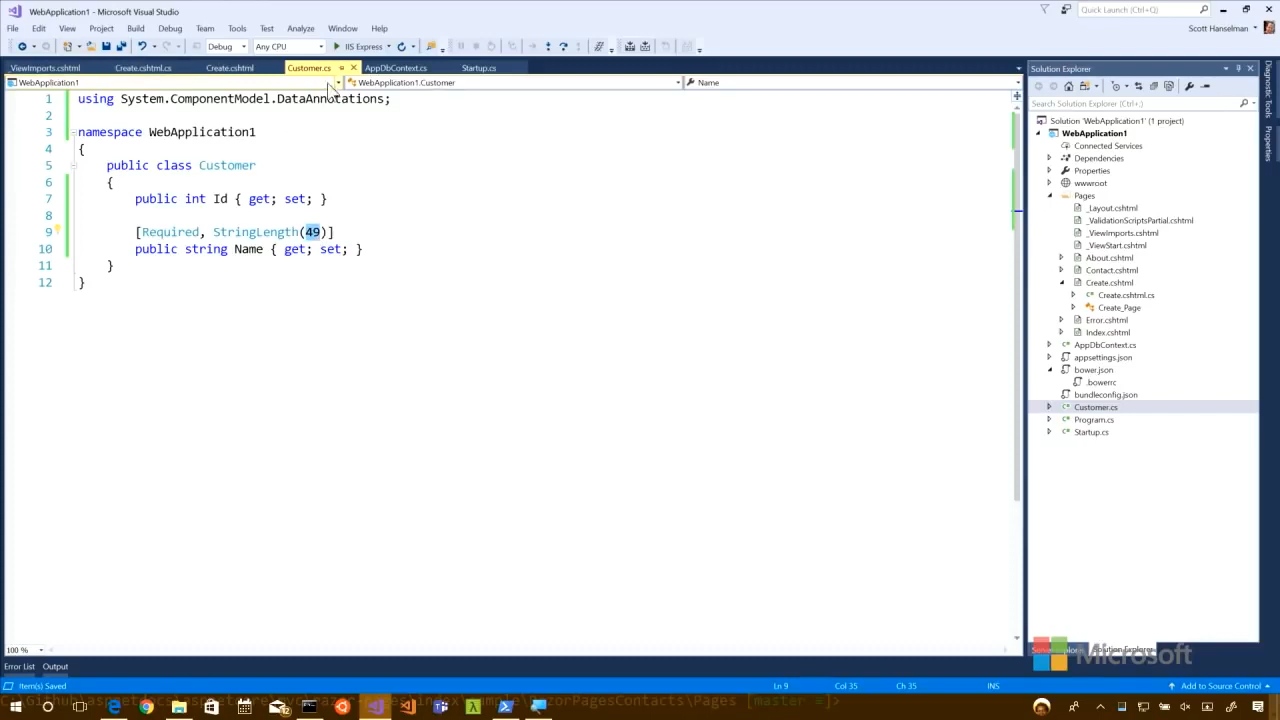 WebApplication1 - Microsoft Visual Studio
Quick Launch (Ctrl+Q)
File Edit View Project Build Debug Team Tools Test Analyze Window Help
Scott Hanselman
Debug Any CPU IIS Express
_ViewImports.cshtml Create.cshtml.cs Create.cshtml Customer.cs AppDbContext.cs Startup.cs
WebApplication1 WebApplication1.Customer Name
1 using System.ComponentModel.DataAnnotations;
2
3 namespace WebApplication1
4 {
5 public class Customer
6 {
7 public int Id { get; set; }
8
9 [Required, StringLength(49)]
10 public string Name { get; set; }
11 }
12 }
100 %
Solution Explorer
Search Solution Explorer (Ctrl+;)
Solution 'WebApplication1' (1 project)
WebApplication1
Connected Services
Dependencies
Properties
wwwroot
Pages
_Layout.cshtml
_ValidationScriptsPartial.cshtml
_ViewImports.cshtml
_ViewStart.cshtml
About.cshtml
Contact.cshtml
Create.cshtml
Create.cshtml.cs
Create_Page
Error.cshtml
Index.cshtml
AppDbContext.cs
appsettings.json
bower.json
.bowerrc
bundleconfig.json
Customer.cs
Program.cs
Startup.cs
Solution Explorer
Microsoft
Diagnostic Tools
Properties
Error List Output
Item(s) Saved Ln 9 Col 35 Ch 35 INS Add to Source Control